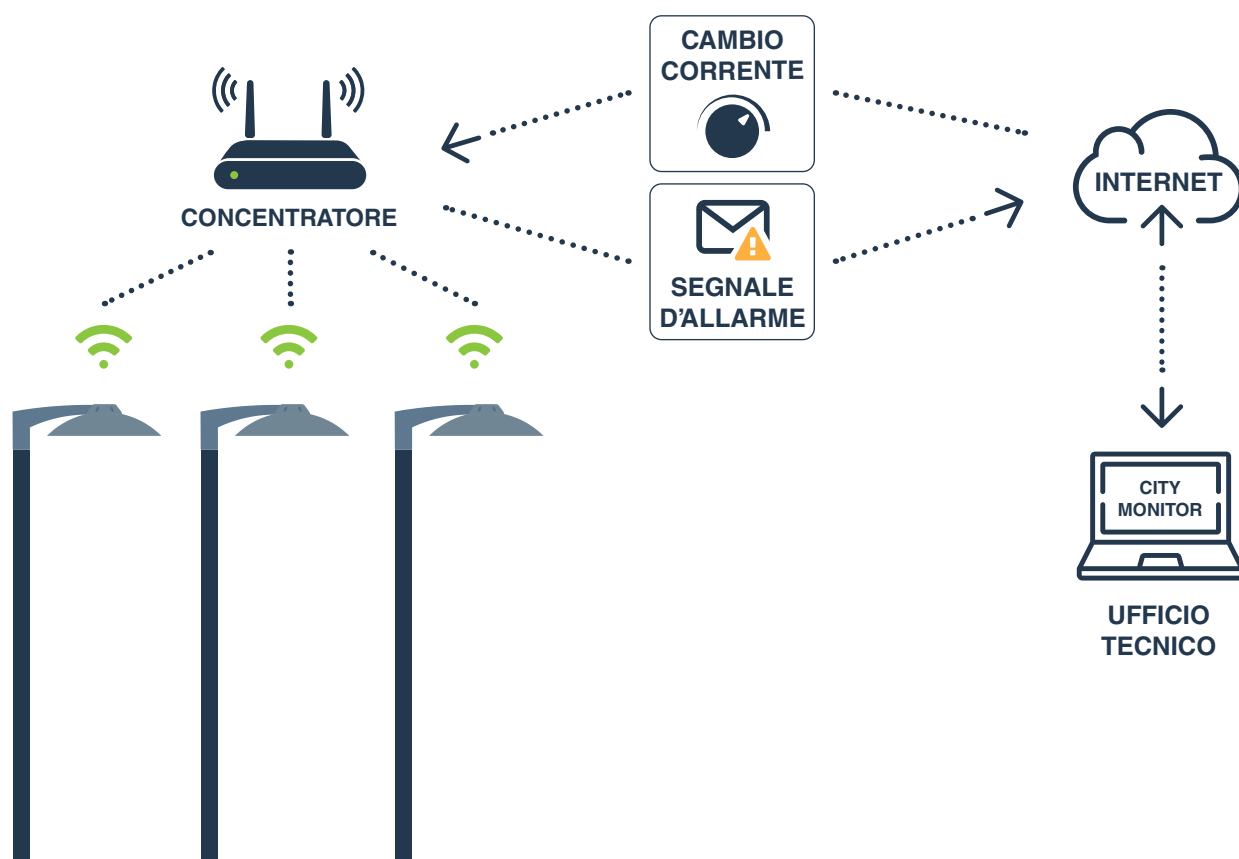 CAMBIO
CORRENTE
INTERNET
CONCENTRATORE
SEGNALE
D'ALLARME
CITY
MONITOR
UFFICIO
TECNICO